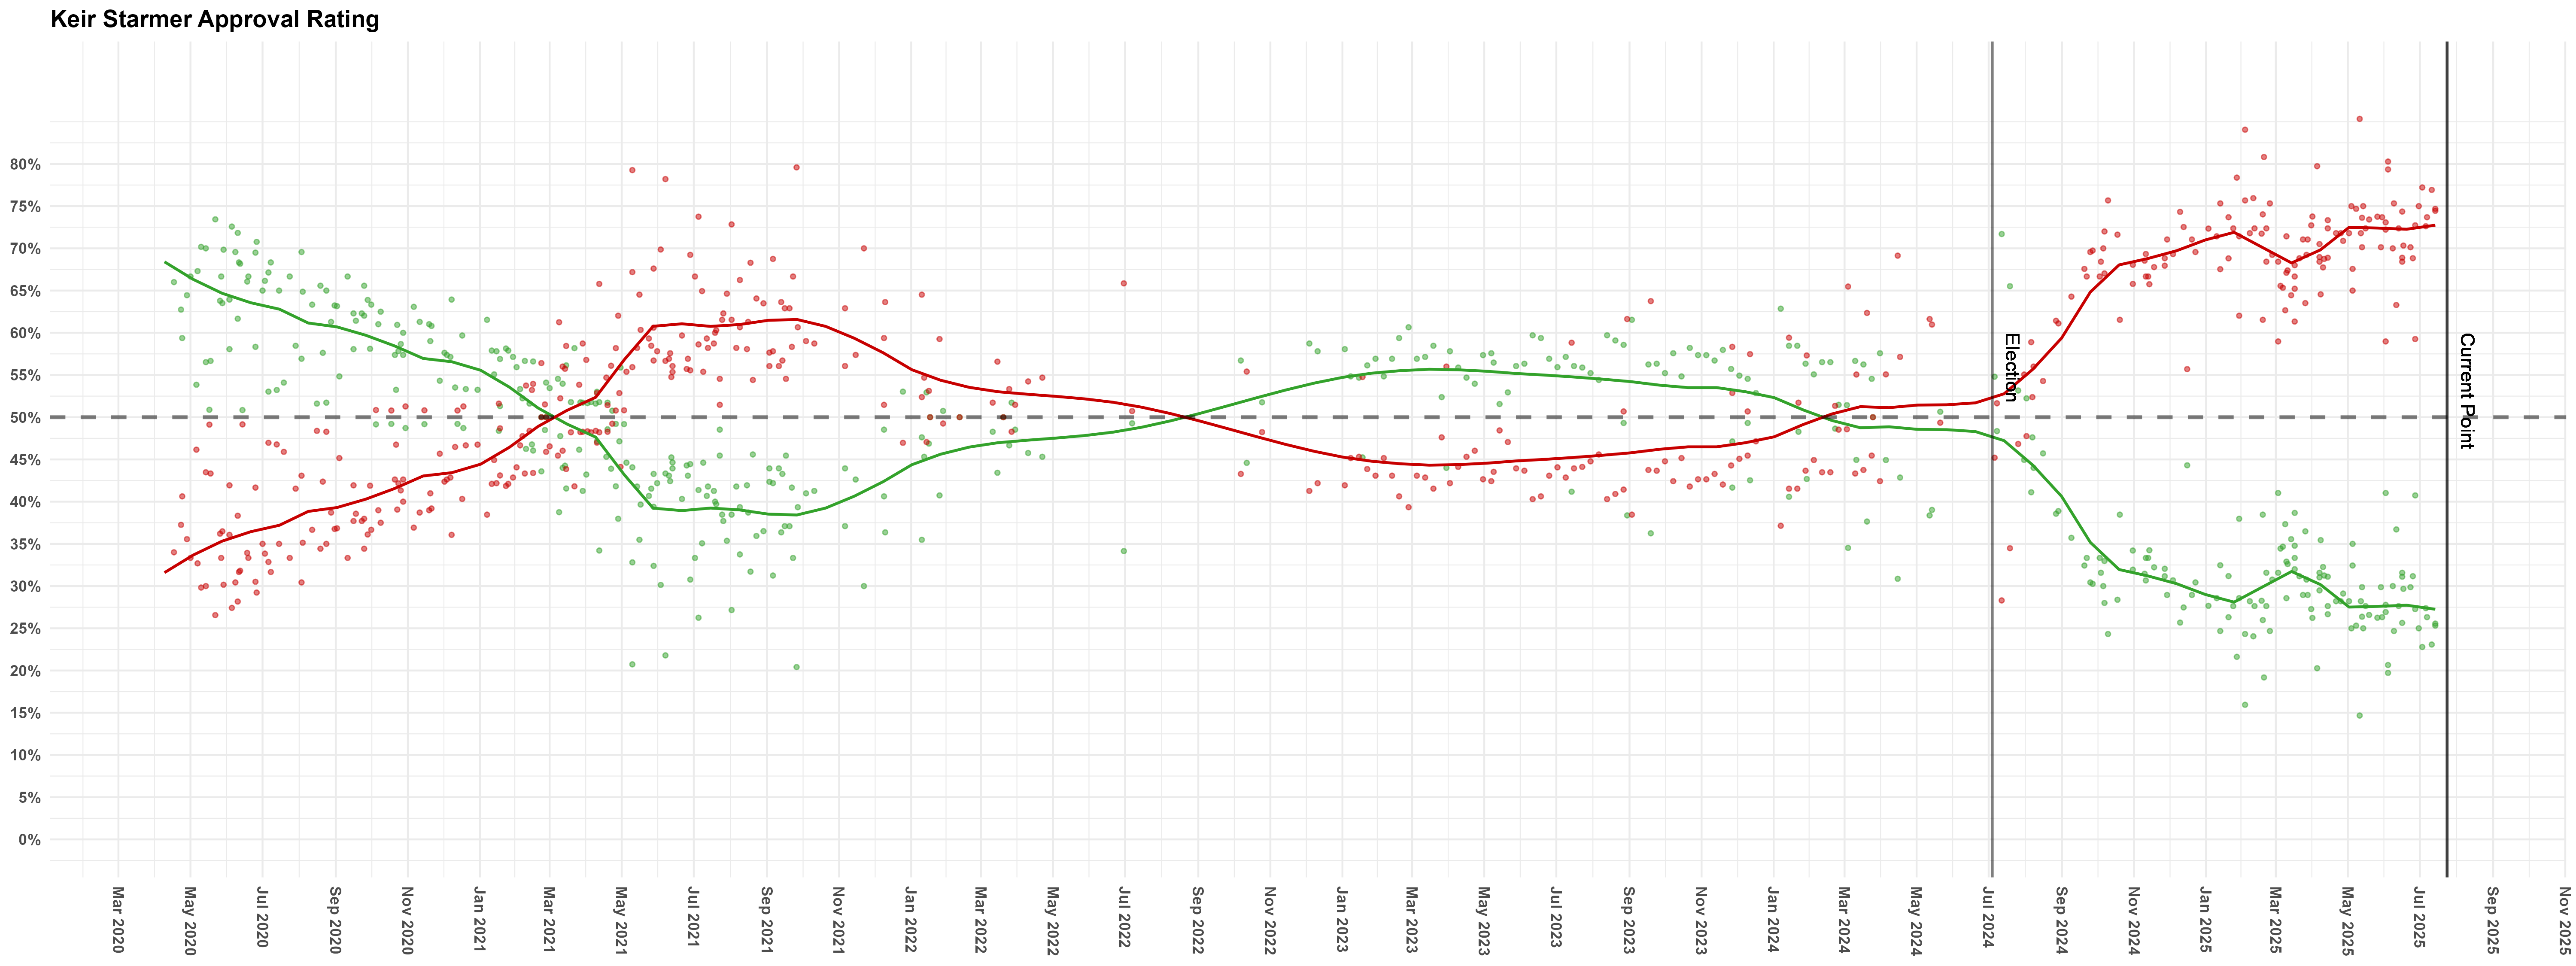 Keir Starmer Approval Rating
80%
75%
70%
65%
60%
55%
50%
45%
40%
35%
30%
25%
20%
15%
10%
5%
0%
Election
Current Point
Mar 2020
May 2020
Jul 2020
Sep 2020
Nov 2020
Jan 2021
Mar 2021
May 2021
Jul 2021
Sep 2021
Nov 2021
Jan 2022
Mar 2022
May 2022
Jul 2022
Sep 2022
Nov 2022
Jan 2023
Mar 2023
May 2023
Jul 2023
Sep 2023
Nov 2023
Jan 2024
Mar 2024
May 2024
Jul 2024
Sep 2024
Nov 2024
Jan 2025
Mar 2025
May 2025
Jul 2025
Sep 2025
Nov 2025